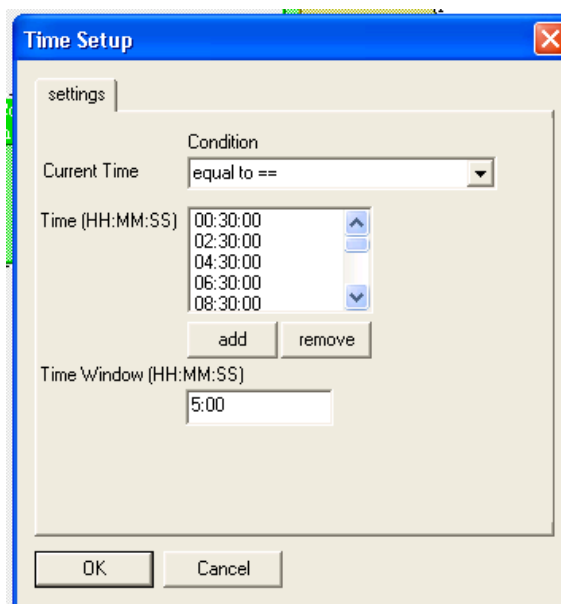 Time Setup
settings
Condition
Current Time
equal to ==
Time (HH:MM:SS)
00:30:00
02:30:00
04:30:00
06:30:00
08:30:00
add
remove
Time Window (HH:MM:SS)
5:00
OK
Cancel